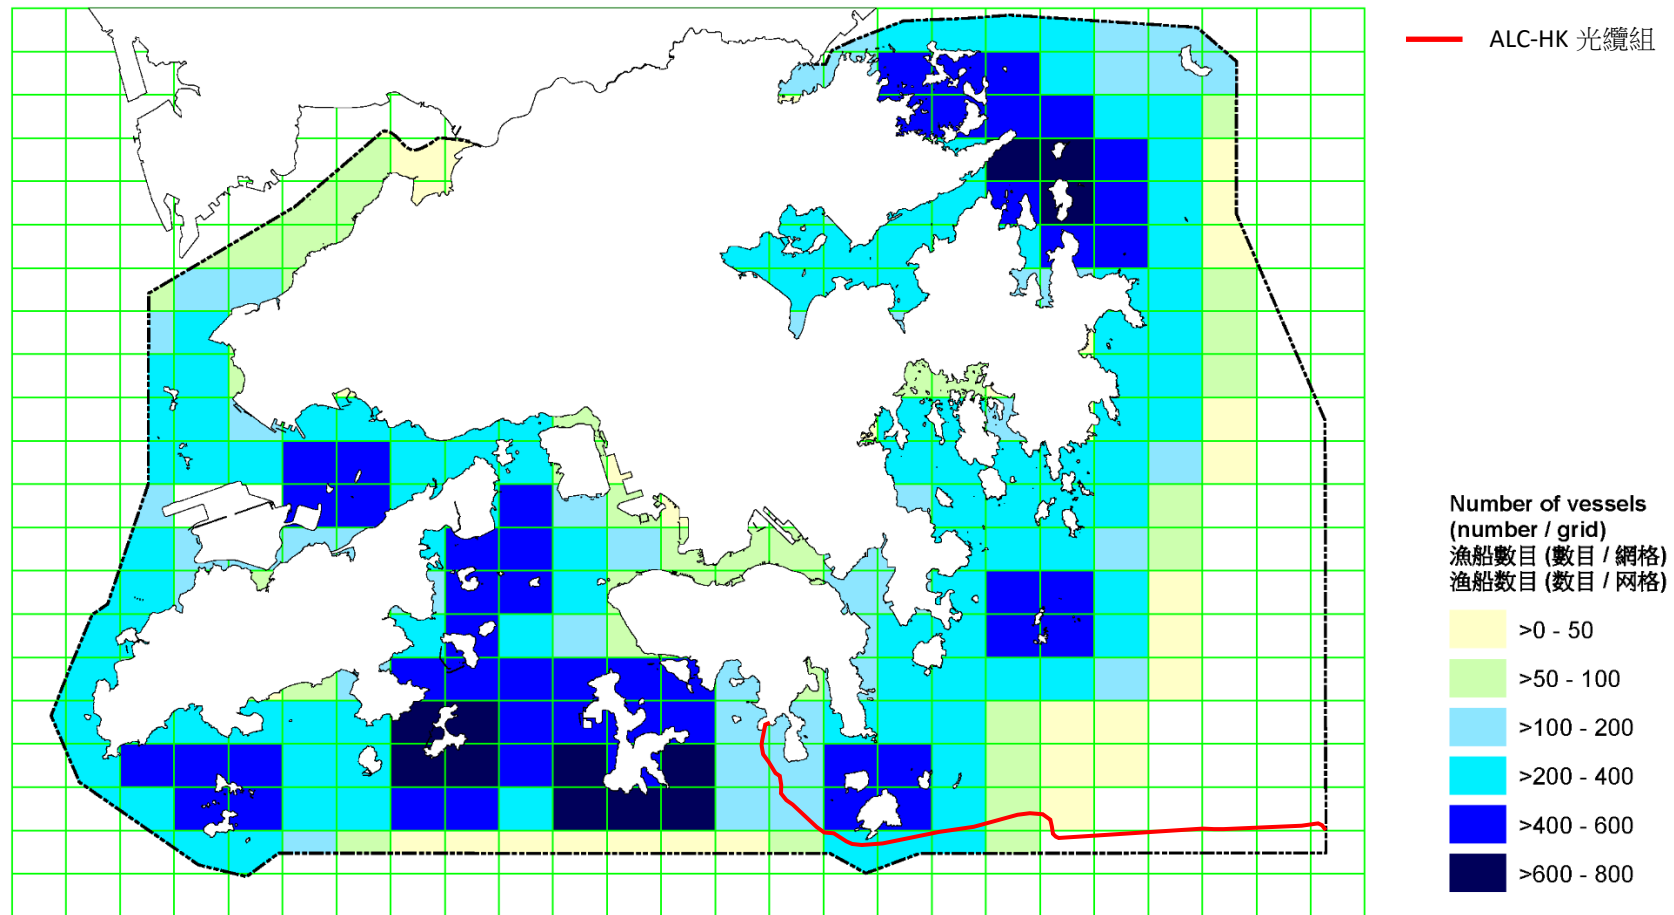 ALC-HK 光纜組
Number of vessels
(number / grid)
漁船數目 (數目 / 網格)
渔船數目 (数目 / 网格)
>0 - 50
>50 - 100
>100 - 200
>200 - 400
>400 - 600
>600 - 800